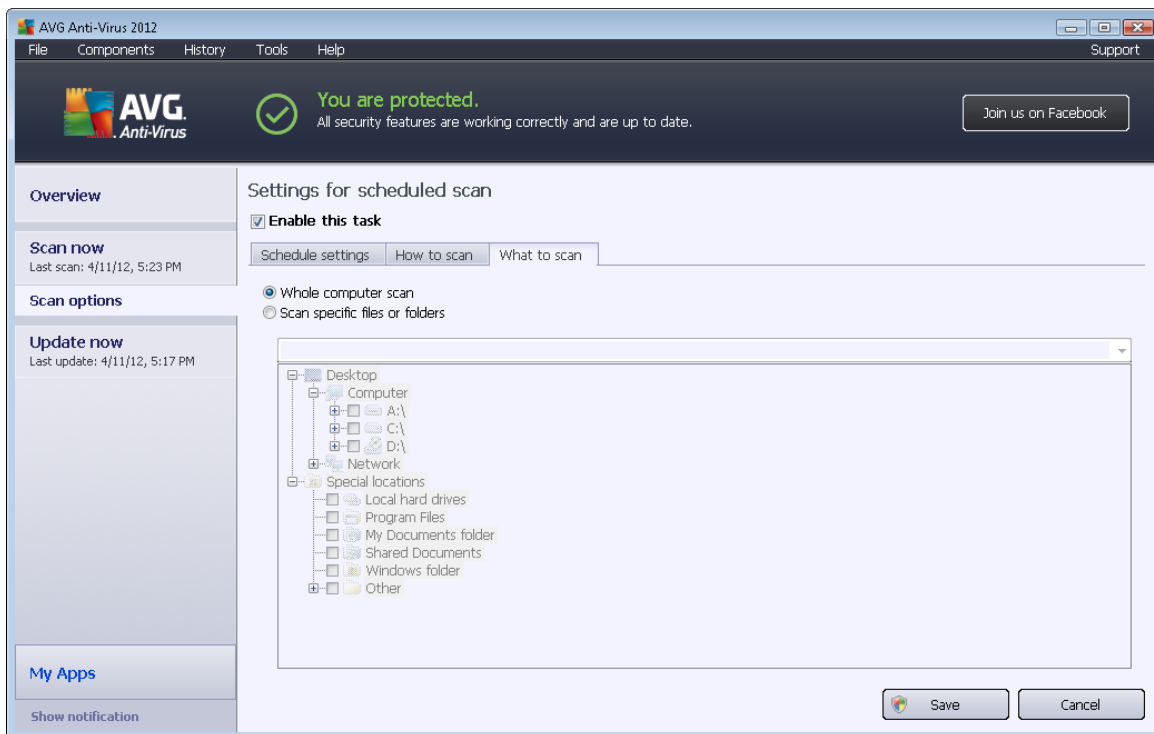 AVG Anti-Virus 2012
File Components History Tools Help Support
AVG.
Anti-Virus
You are protected.
All security features are working correctly and are up to date.
Join us on Facebook
Overview
Scan now
Last scan: 4/11/12, 5:23 PM
Scan options
Update now
Last update: 4/11/12, 5:17 PM
My Apps
Show notification
Settings for scheduled scan
Enable this task
Schedule settings How to scan What to scan
Whole computer scan
Scan specific files or folders
Desktop
Computer
A:\
C:\
D:\
Network
Special locations
Local hard drives
Program Files
My Documents folder
Shared Documents
Windows folder
Other
Save Cancel